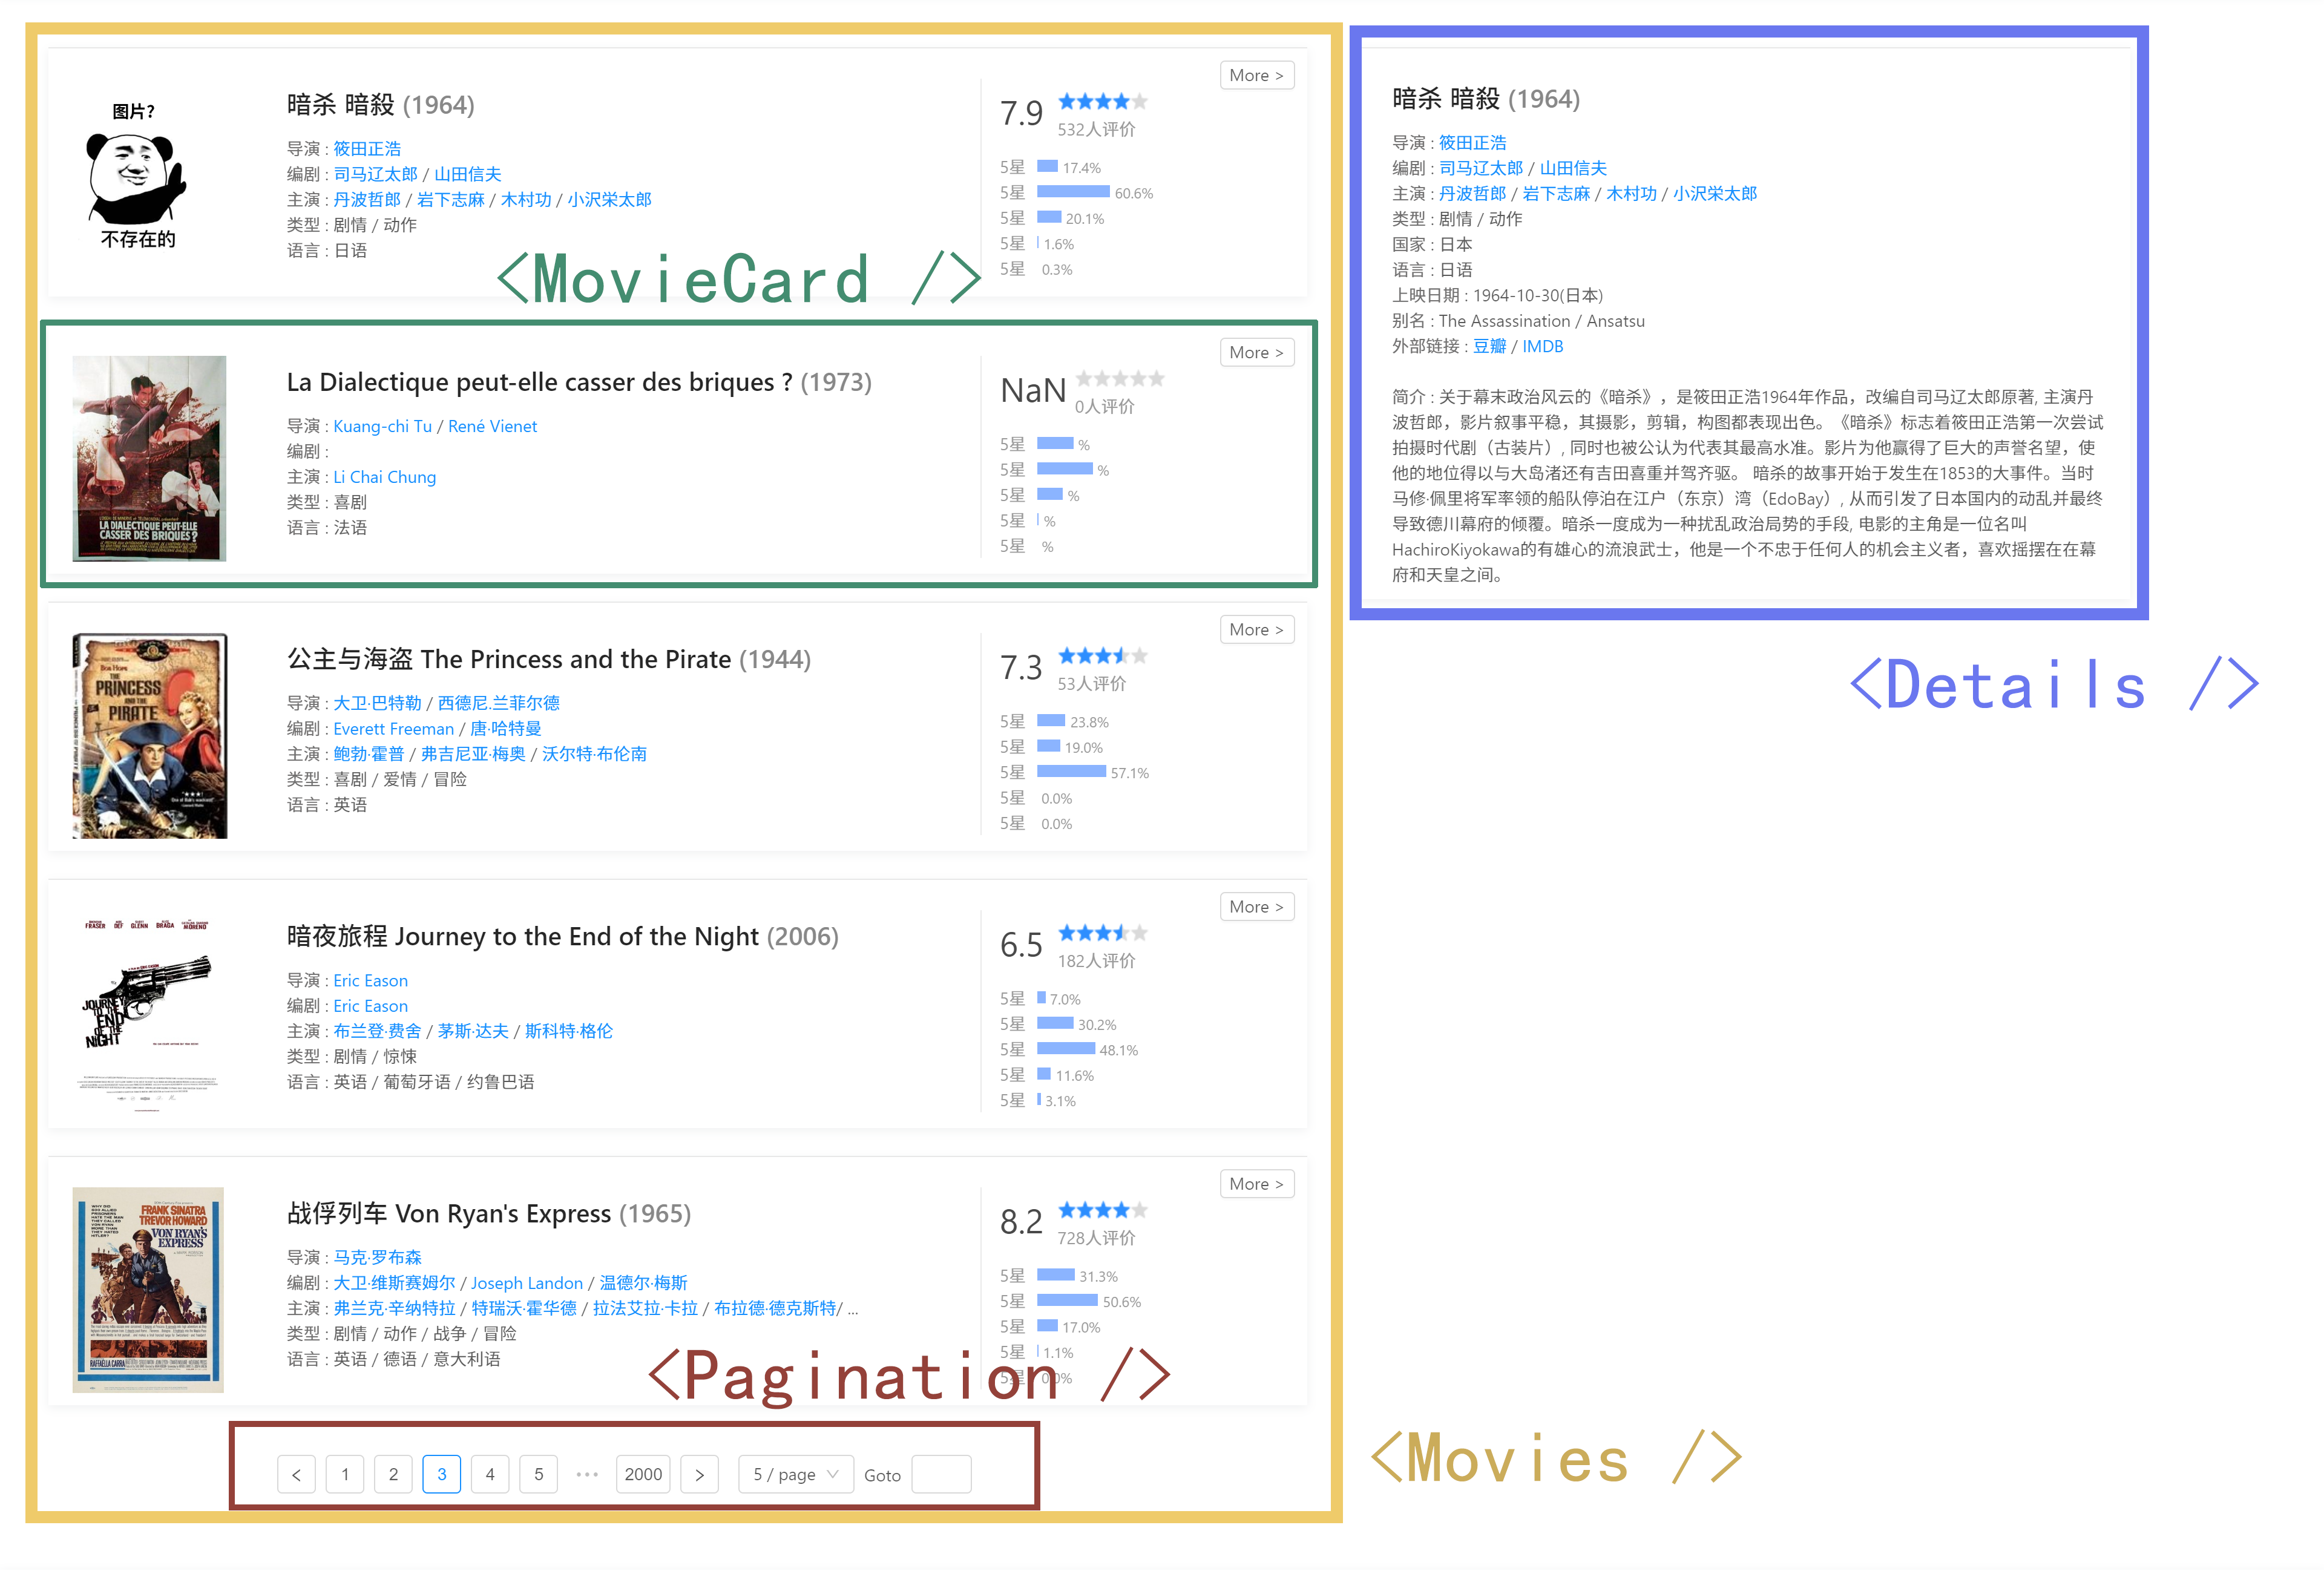 图片?
不存在的
暗杀 暗殺 (1964)
导演 : 筱田正浩
编剧 : 司马辽太郎 / 山田信夫
主演 : 丹波哲郎 / 岩下志麻 / 木村功 / 小沢栄太郎
类型 : 剧情 / 动作
语言 : 日语
7.9
532人评价
More >
5星 17.4%
5星 60.6%
5星 20.1%
5星 1.6%
5星 0.3%
<MovieCard />
LA DIALECTIQUE PEUT-ELLE
CASSER DES BRIQUES ?
La Dialectique peut-elle casser des briques ? (1973)
导演 : Kuang-chi Tu / René Vienet
编剧 :
主演 : Li Chai Chung
类型 : 喜剧
语言 : 法语
NaN
0人评价
More >
5星 %
5星 %
5星 %
5星 %
5星 %
BOB HOPE
THE
PRINCESS
AND THE
PIRATE
公主与海盗 The Princess and the Pirate (1944)
导演 : 大卫·巴特勒 / 西德尼.兰菲尔德
编剧 : Everett Freeman / 唐·哈特曼
主演 : 鲍勃·霍普 / 弗吉尼亚·梅奥 / 沃尔特·布伦南
类型 : 喜剧 / 爱情 / 冒险
语言 : 英语
7.3
53人评价
More >
5星 23.8%
5星 19.0%
5星 57.1%
5星 0.0%
5星 0.0%
FRASER DEF GLENN BRAGA MORENO
JOURNEY
TO THE
END
OF THE
NIGHT
暗夜旅程 Journey to the End of the Night (2006)
导演 : Eric Eason
编剧 : Eric Eason
主演 : 布兰登·费舍 / 茅斯·达夫 / 斯科特·格伦
类型 : 剧情 / 惊悚
语言 : 英语 / 葡萄牙语 / 约鲁巴语
6.5
182人评价
More >
5星 7.0%
5星 30.2%
5星 48.1%
5星 11.6%
5星 3.1%
FRANK SINATRA
TREVOR HOWARD
VON RYAN'S
EXPRESS
RAFFAELLA CARRA
战俘列车 Von Ryan's Express (1965)
导演 : 马克·罗布森
编剧 : 大卫·维斯赛姆尔 / Joseph Landon / 温德尔·梅斯
主演 : 弗兰克·辛纳特拉 / 特瑞沃·霍华德 / 拉法艾拉·卡拉 / 布拉德·德克斯特/ ...
类型 : 剧情 / 动作 / 战争 / 冒险
语言 : 英语 / 德语 / 意大利语
8.2
728人评价
More >
5星 31.3%
5星 50.6%
5星 17.0%
5星 1.1%
5星 0.0%
<Pagination />
< 1 2 3 4 5 ••• 2000 > 5 / page Goto
暗杀 暗殺 (1964)
导演 : 筱田正浩
编剧 : 司马辽太郎 / 山田信夫
主演 : 丹波哲郎 / 岩下志麻 / 木村功 / 小沢栄太郎
类型 : 剧情 / 动作
国家 : 日本
语言 : 日语
上映日期 : 1964-10-30(日本)
别名 : The Assassination / Ansatsu
外部链接 : 豆瓣 / IMDB
简介 : 关于幕末政治风云的《暗杀》，是筱田正浩1964年作品，改编自司马辽太郎原著, 主演丹
波哲郎，影片叙事平稳，其摄影，剪辑，构图都表现出色。《暗杀》标志着筱田正浩第一次尝试
拍摄时代剧（古装片）, 同时也被公认为代表其最高水准。影片为他赢得了巨大的声誉名望，使
他的地位得以与大岛渚还有吉田喜重并驾齐驱。 暗杀的故事开始于发生在1853的大事件。当时
马修·佩里将军率领的船队停泊在江户（东京）湾（EdoBay）, 从而引发了日本国内的动乱并最终
导致德川幕府的倾覆。暗杀一度成为一种扰乱政治局势的手段, 电影的主角是一位名叫
HachiroKiyokawa的有雄心的流浪武士，他是一个不忠于任何人的机会主义者，喜欢摇摆在在幕
府和天皇之间。
<Details />
<Movies />